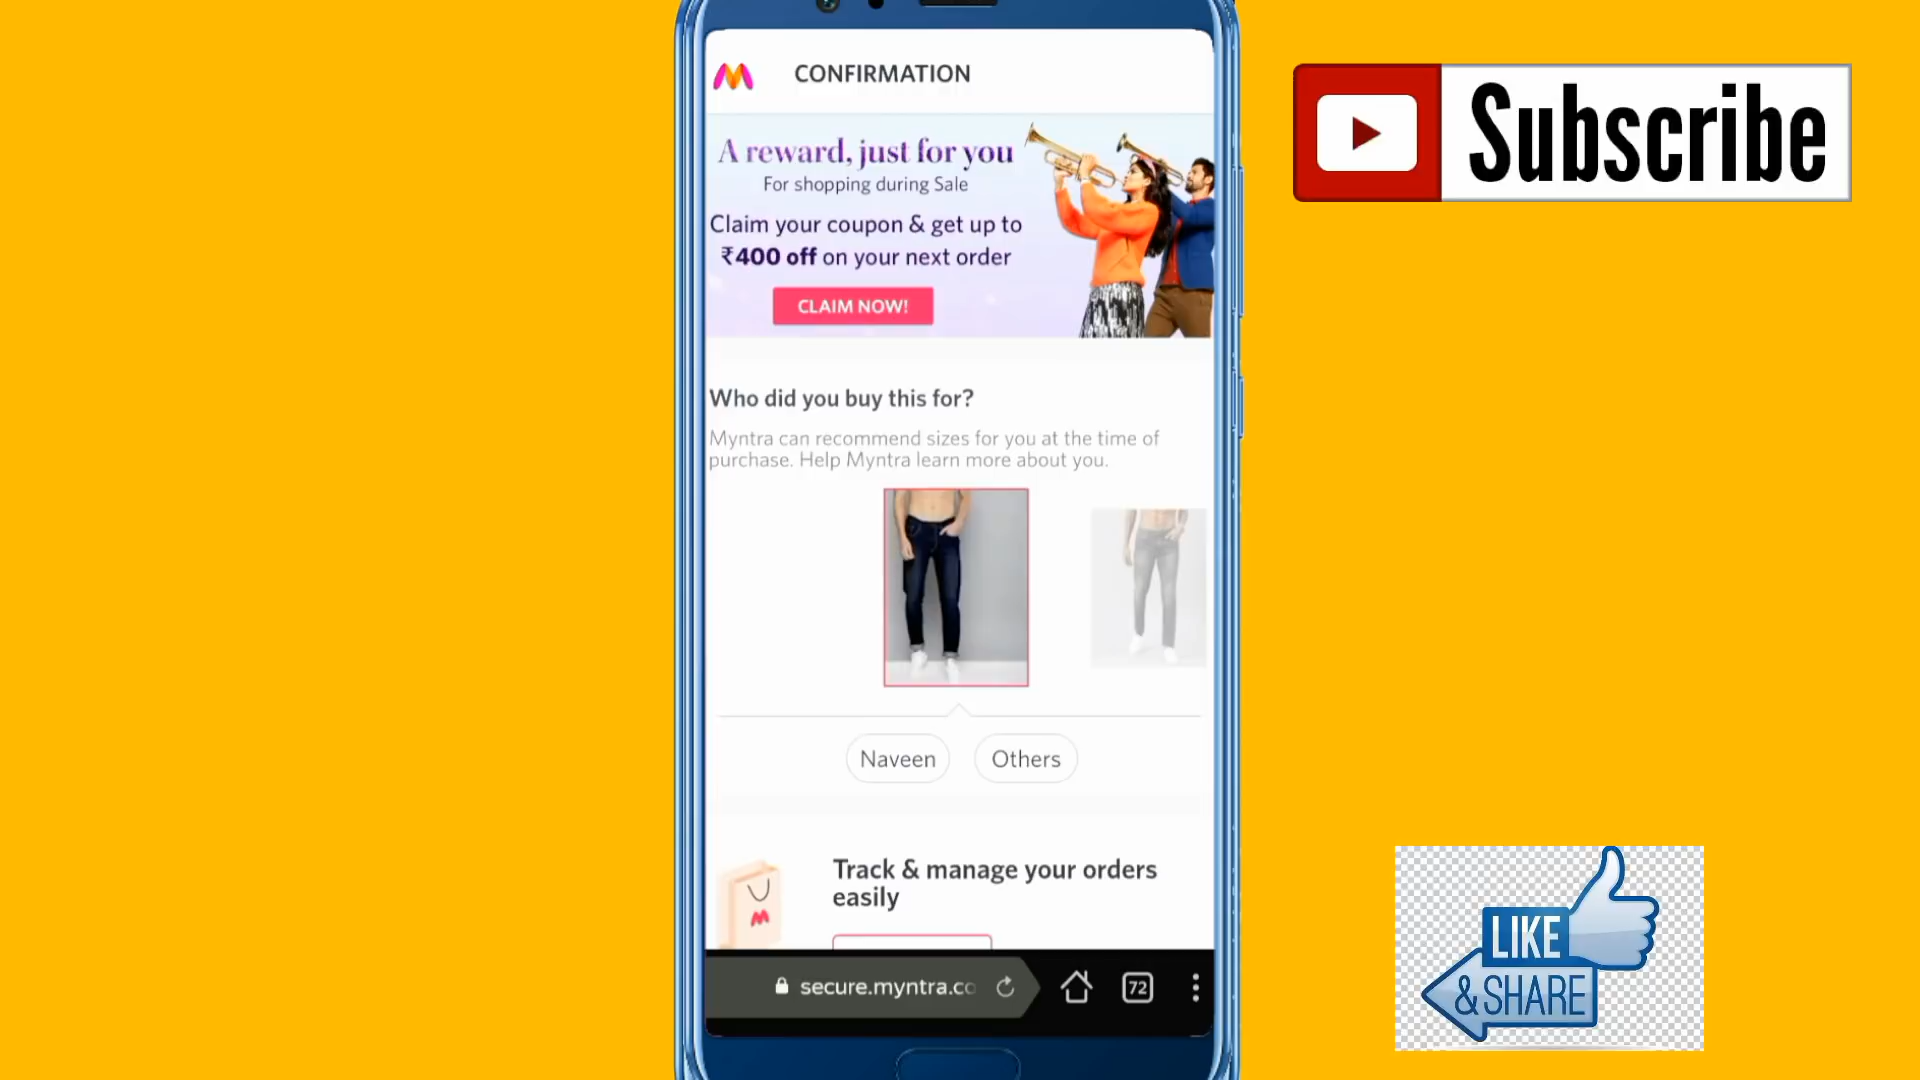 CONFIRMATION
A reward, just for you
For shopping during Sale
Claim your coupon & get up to
₹400 off on your next order
CLAIM NOW!
Who did you buy this for?
Myntra can recommend sizes for you at the time of
purchase. Help Myntra learn more about you.
Naveen
Others
Track & manage your orders
easily
secure.myntra.co
72
Subscribe
LIKE
& SHARE